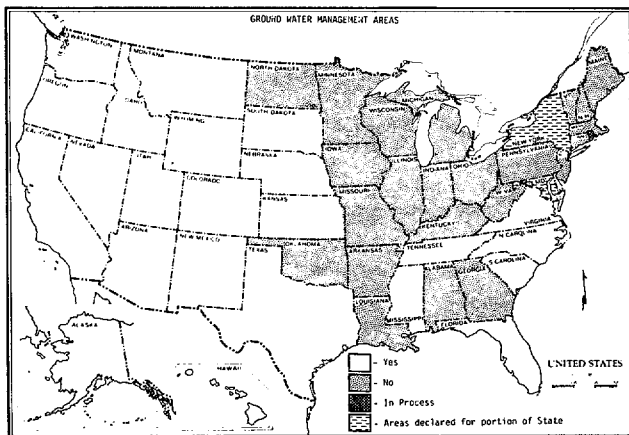 GROUND WATER MANAGEMENT AREAS
WASHINGTON
MONTANA
NORTH DAKOTA
MINNESOTA
MAINE
OREGON
IDAHO
WYOMING
SOUTH DAKOTA
WISCONSIN
MICHIGAN
NEW YORK
N.H.
CALIFORNIA
NEVADA
UTAH
NEBRASKA
IOWA
ILLINOIS
INDIANA
OHIO
PENNSYLVANIA
COLORADO
KANSAS
MISSOURI
KENTUCKY
W.VA.
VIRGINIA
ARIZONA
NEW MEXICO
TEXAS
OKLAHOMA
ARKANSAS
TENNESSEE
N CAROLINA
S CAROLINA
LOUISIANA
MISSISSIPPI
ALABAMA
GEORGIA
FLORIDA
ALASKA
HAWAII
- Yes
- No
- In Process
- Areas declared for portion of State
UNITED STATES